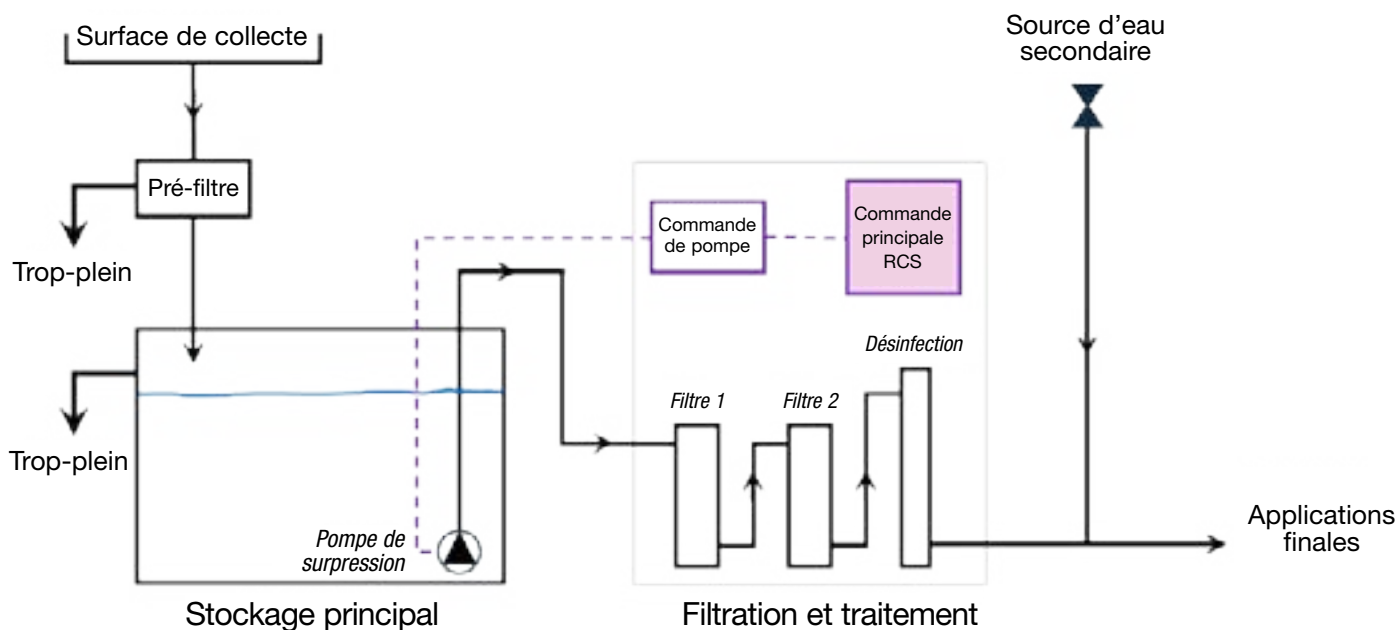 Surface de collecte
Source d'eau
secondaire
Pré-filtre
Commande
de pompe
Commande
principale
RCS
Trop-plein
Désinfection
Filtre 1
Filtre 2
Trop-plein
Pompe de
surpression
Applications
finales
Stockage principal
Filtration et traitement